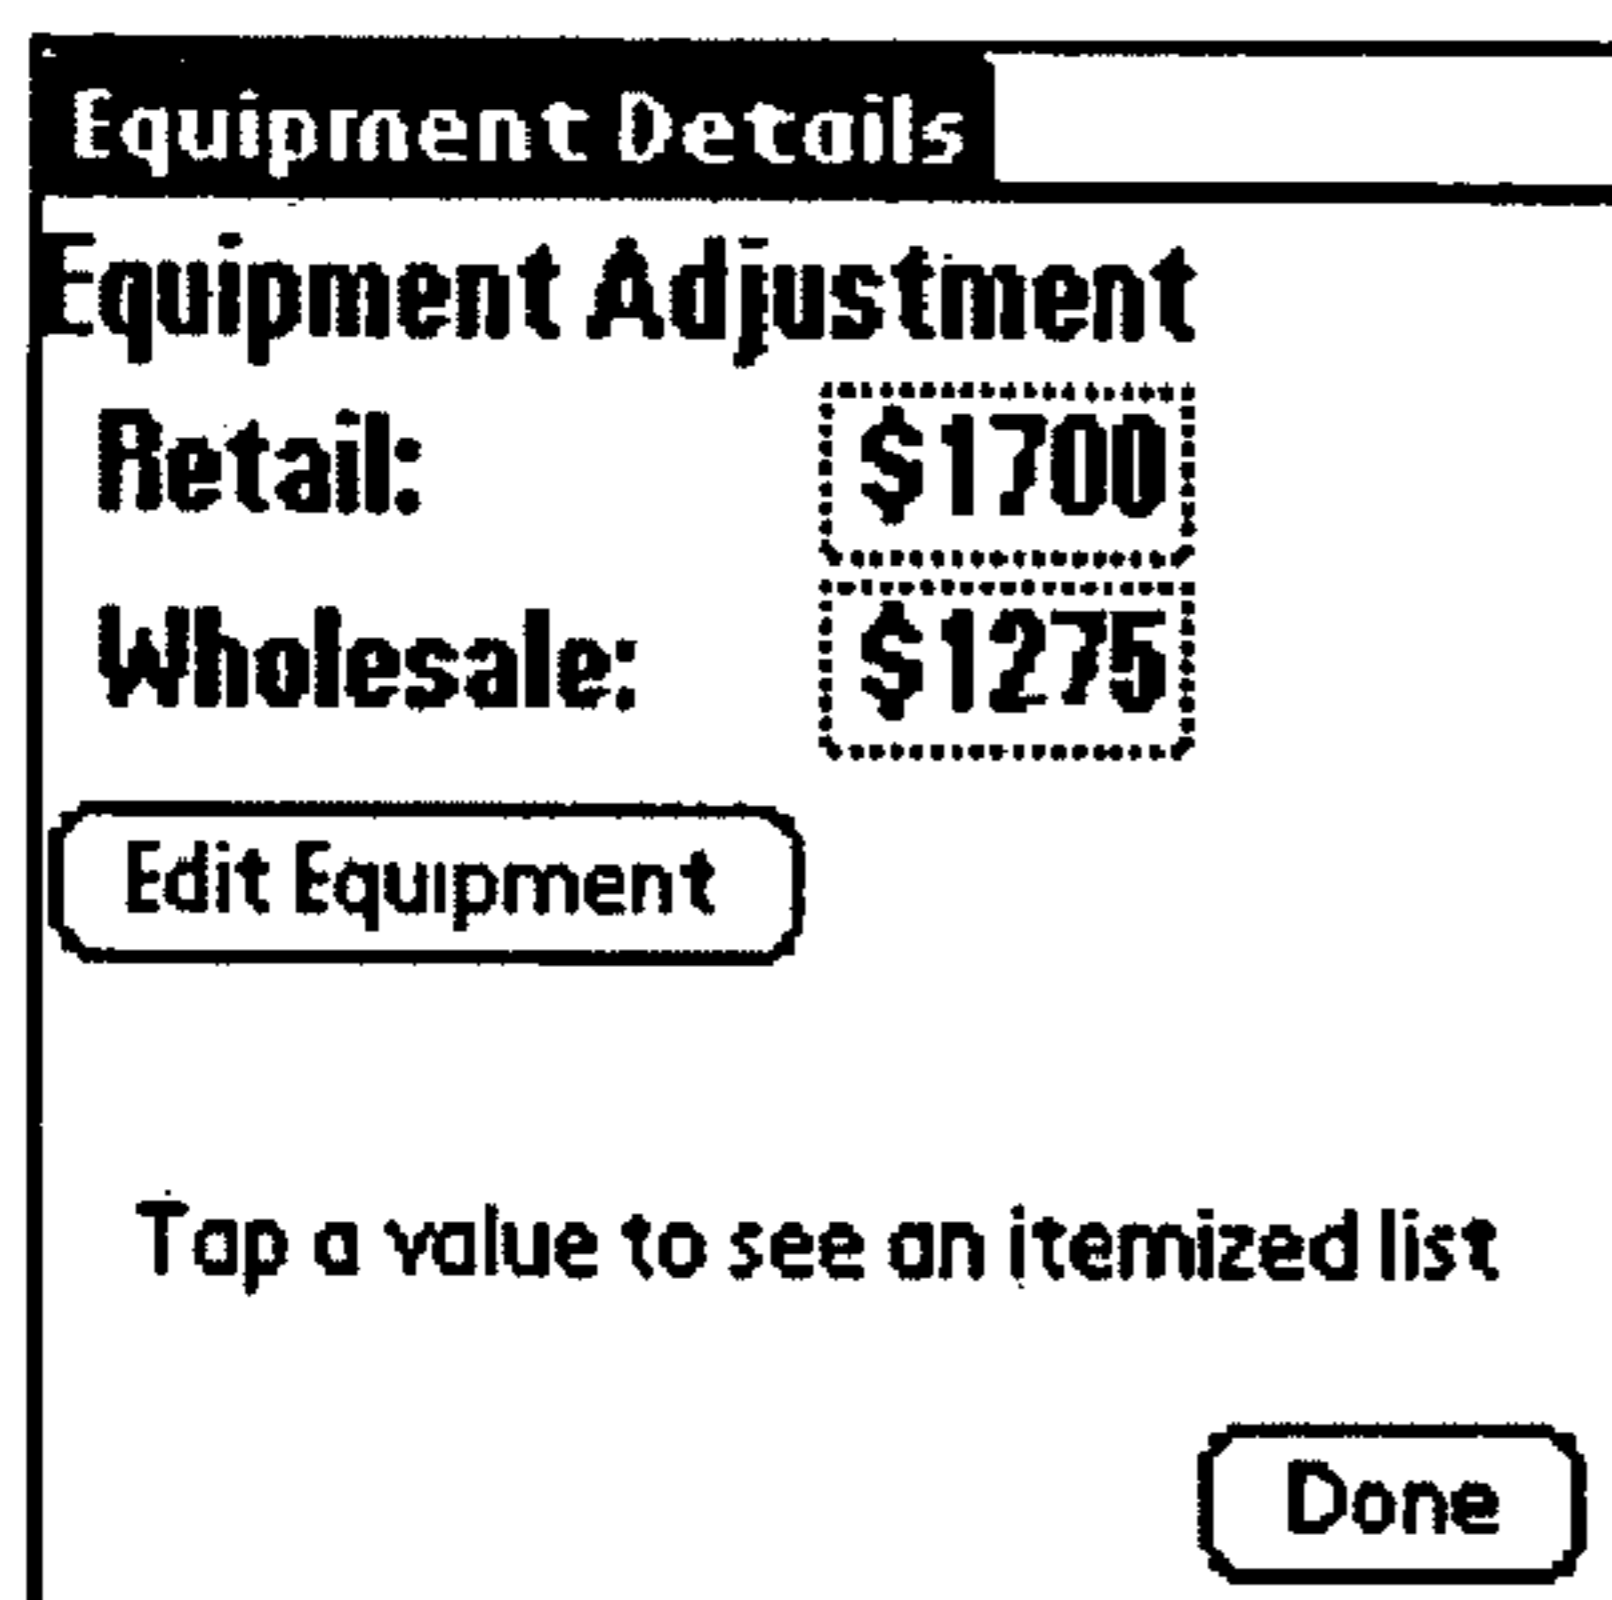 Equipment Details
Equipment Adjustment
Retail: $1700
Wholesale: $1275
Edit Equipment
Tap a value to see an itemized list
Done